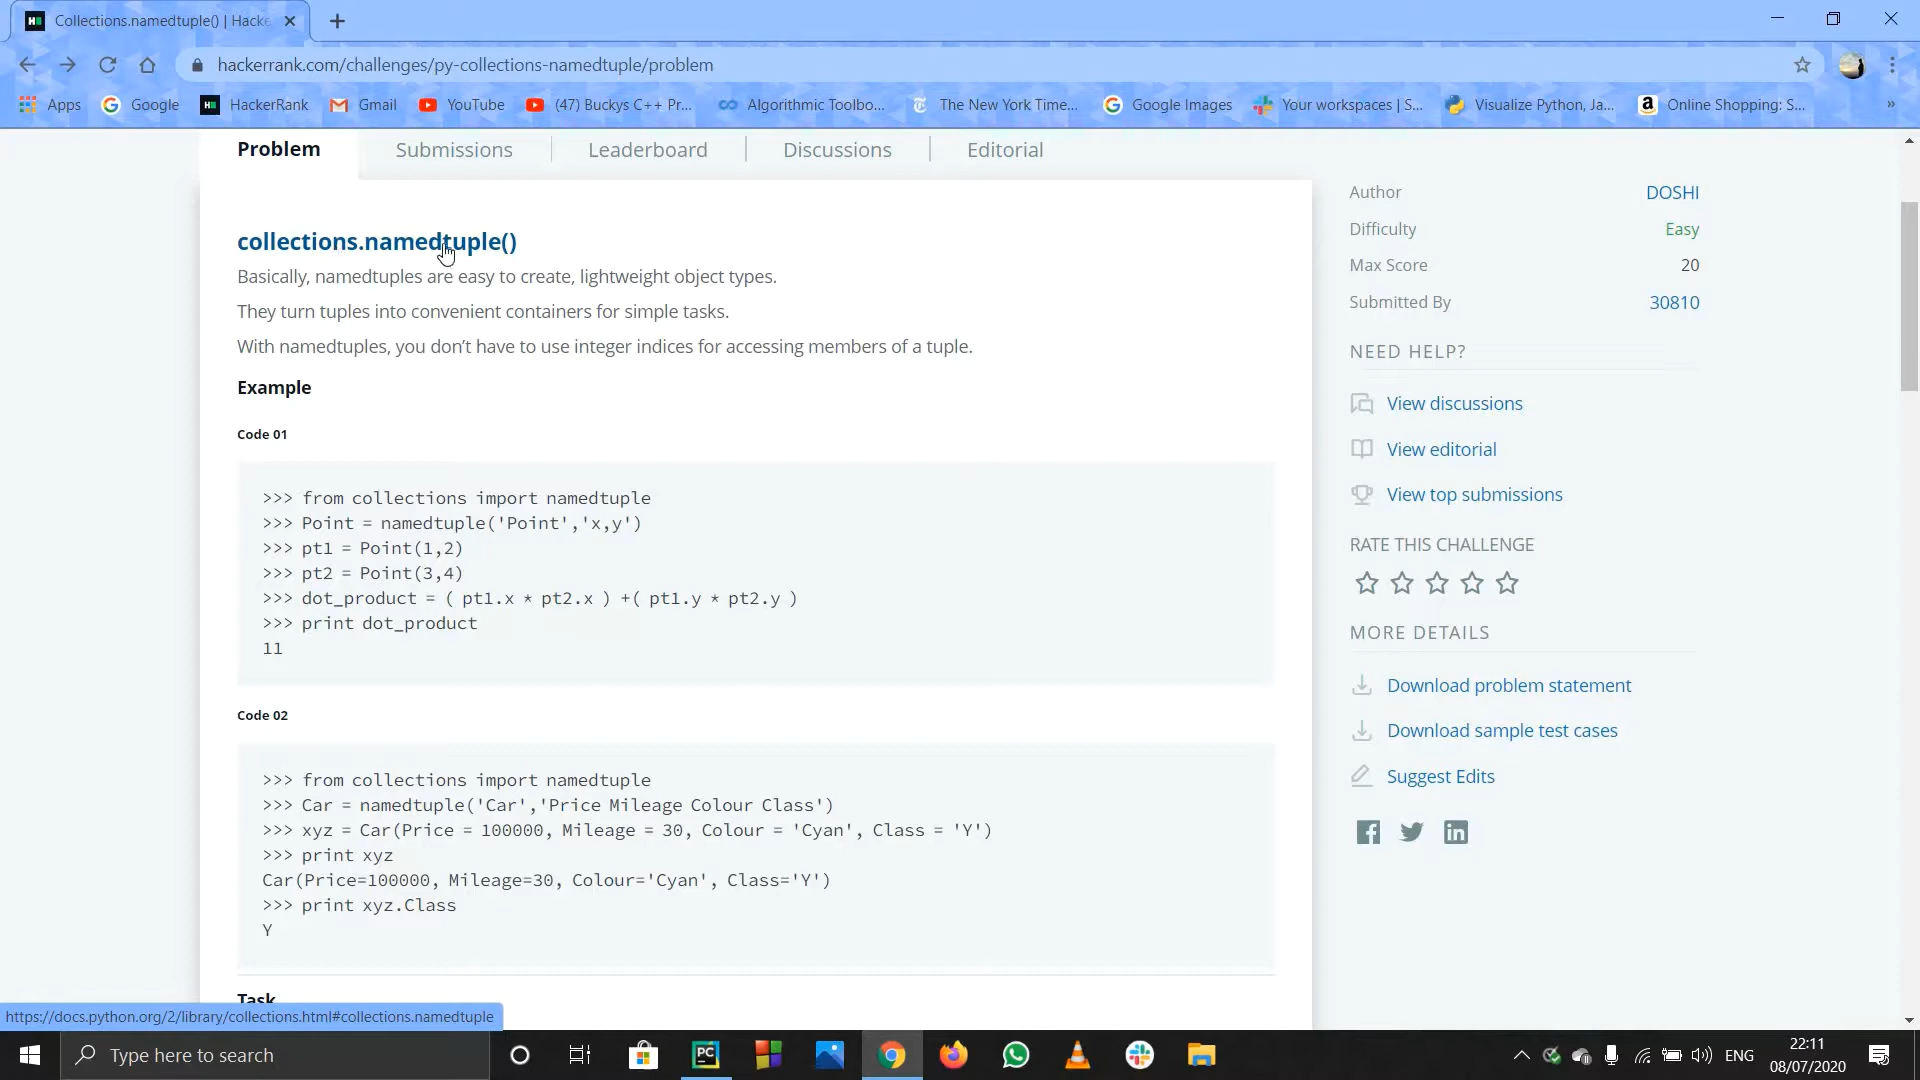 Collections.namedtuple() | Hacke
hackerrank.com/challenges/py-collections-namedtuple/problem
Apps Google HackerRank Gmail YouTube (47) Buckys C++ Pr... Algorithmic Toolbo... The New York Time... Google Images Your workspaces | S... Visualize Python, Ja... Online Shopping: S... »
Problem Submissions Leaderboard Discussions Editorial
collections.namedtuple()
Basically, namedtuples are easy to create, lightweight object types.
They turn tuples into convenient containers for simple tasks.
With namedtuples, you don’t have to use integer indices for accessing members of a tuple.
Example
Code 01
>>> from collections import namedtuple
>>> Point = namedtuple('Point','x,y')
>>> pt1 = Point(1,2)
>>> pt2 = Point(3,4)
>>> dot_product = ( pt1.x * pt2.x ) +( pt1.y * pt2.y )
>>> print dot_product
11
Code 02
>>> from collections import namedtuple
>>> Car = namedtuple('Car','Price Mileage Colour Class')
>>> xyz = Car(Price = 100000, Mileage = 30, Colour = 'Cyan', Class = 'Y')
>>> print xyz
Car(Price=100000, Mileage=30, Colour='Cyan', Class='Y')
>>> print xyz.Class
Y
Task
Author DOSHI
Difficulty Easy
Max Score 20
Submitted By 30810
NEED HELP?
View discussions
View editorial
View top submissions
RATE THIS CHALLENGE
MORE DETAILS
Download problem statement
Download sample test cases
Suggest Edits
https://docs.python.org/2/library/collections.html#collections.namedtuple
Type here to search
PC
ENG
22:11
08/07/2020